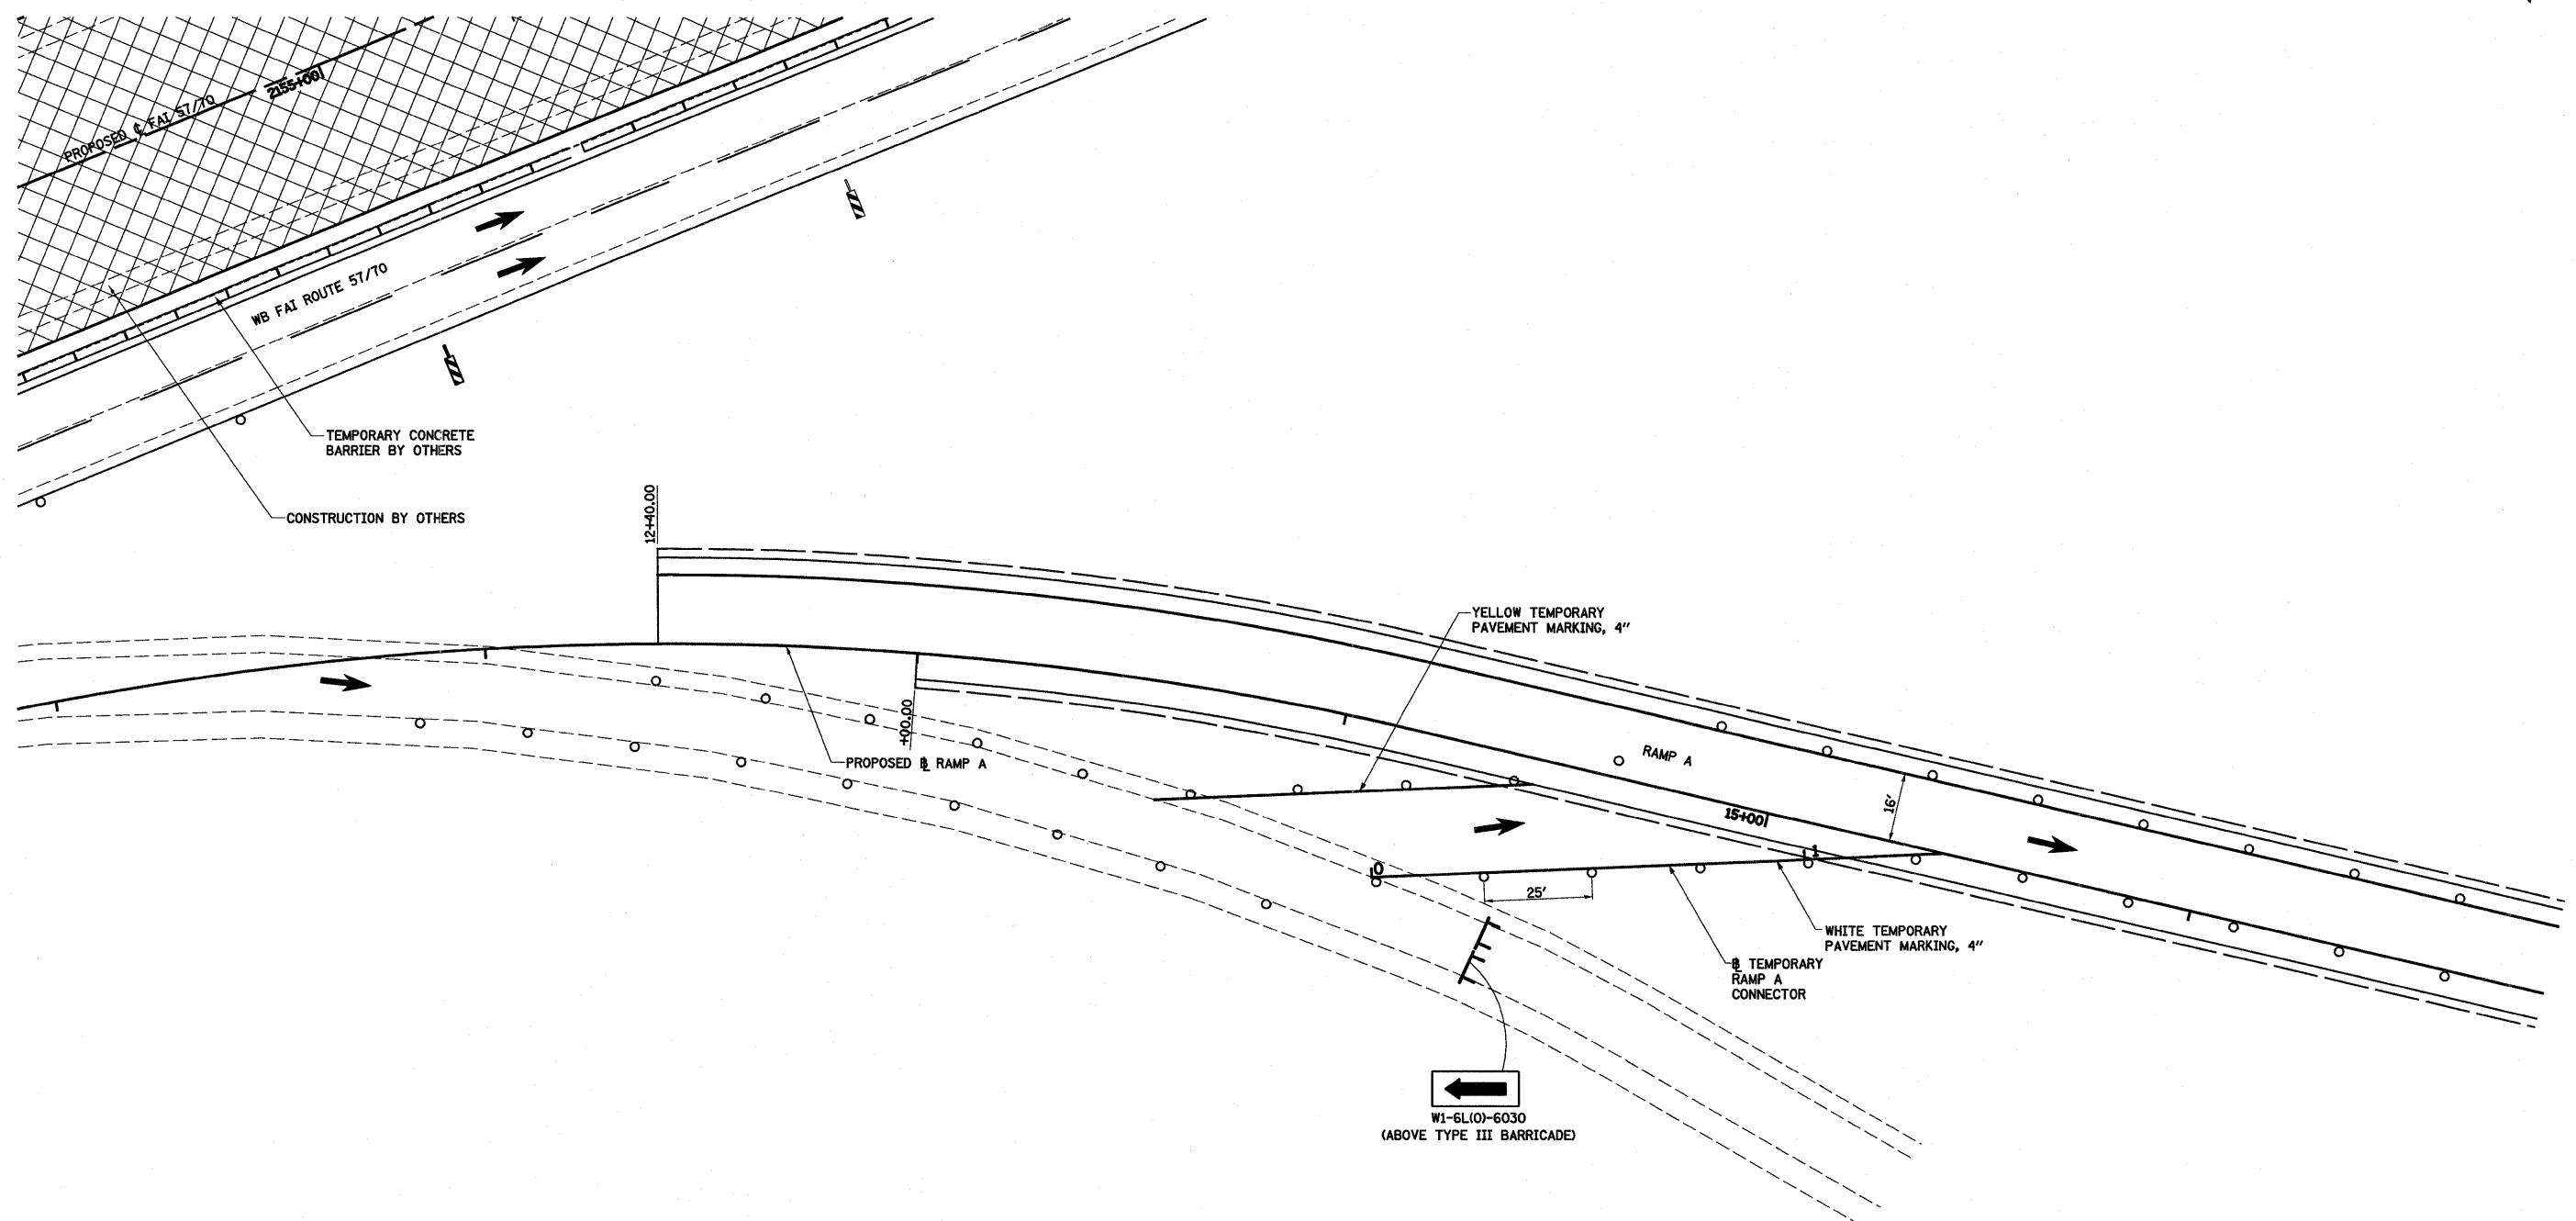 PROPOSED ℄ FAI 57/70
2155+00
WB FAI ROUTE 57/70
TEMPORARY CONCRETE
BARRIER BY OTHERS
CONSTRUCTION BY OTHERS
12+40.00
YELLOW TEMPORARY
PAVEMENT MARKING, 4"
+00.00
PROPOSED BL RAMP A
RAMP A
16'
15+00
0
1
25'
WHITE TEMPORARY
PAVEMENT MARKING, 4"
BL TEMPORARY
RAMP A
CONNECTOR
W1-6L(O)-6030
(ABOVE TYPE III BARRICADE)